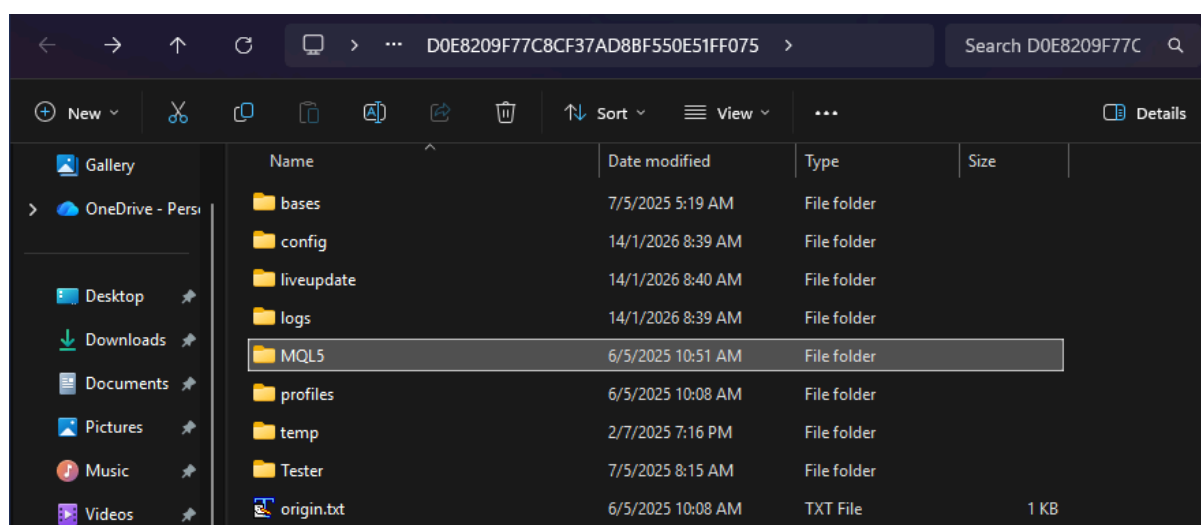 D0E8209F77C8CF37AD8BF550E51FF075
Search D0E8209F77C
New
Sort
View
Details
Gallery
OneDrive - Pers
Desktop
Downloads
Documents
Pictures
Music
Videos
Name Date modified Type Size
bases 7/5/2025 5:19 AM File folder
config 14/1/2026 8:39 AM File folder
liveupdate 14/1/2026 8:40 AM File folder
logs 14/1/2026 8:39 AM File folder
MQL5 6/5/2025 10:51 AM File folder
profiles 6/5/2025 10:08 AM File folder
temp 2/7/2025 7:16 PM File folder
Tester 7/5/2025 8:15 AM File folder
origin.txt 6/5/2025 10:08 AM TXT File 1 KB